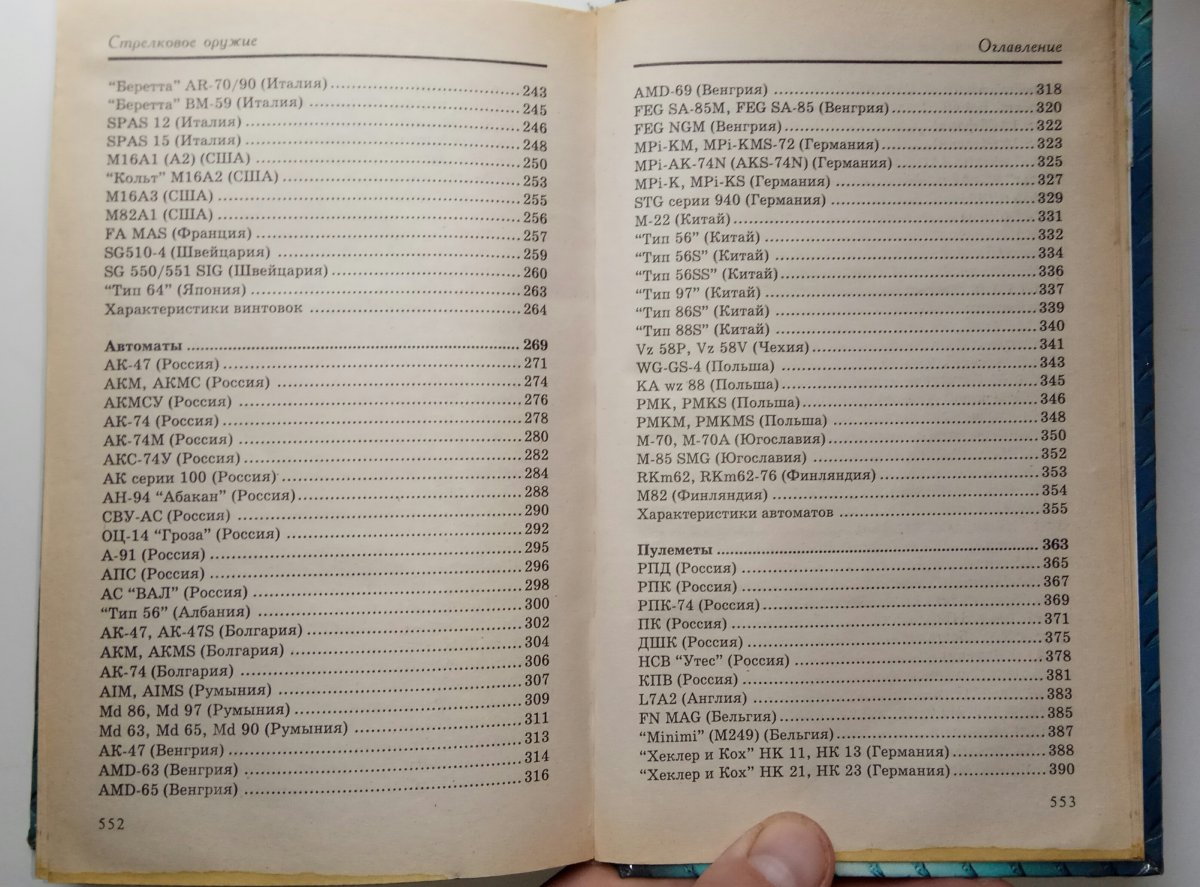 Стрелковое оружие
“Беретта” AR-70/90 (Италия) 243
“Беретта” BM-59 (Италия) 245
SPAS 12 (Италия) 246
SPAS 15 (Италия) 248
M16A1 (A2) (США) 250
“Кольт” M16A2 (США) 253
M16A3 (США) 255
M82A1 (США) 256
FA MAS (Франция) 257
SG510-4 (Швейцария) 259
SG 550/551 SIG (Швейцария) 260
“Тип 64” (Япония) 263
Характеристики винтовок 264
Автоматы 269
АК-47 (Россия) 271
АКМ, АКМС (Россия) 274
АКМСУ (Россия) 276
АК-74 (Россия) 278
АК-74М (Россия) 280
АКС-74У (Россия) 282
АК серии 100 (Россия) 284
АН-94 “Абакан” (Россия) 288
СВУ-АС (Россия) 290
ОЦ-14 “Гроза” (Россия) 292
А-91 (Россия) 295
АПС (Россия) 296
АС “ВАЛ” (Россия) 298
“Тип 56” (Албания) 300
АК-47, АК-47S (Болгария) 302
АКМ, AKMS (Болгария) 304
АК-74 (Болгария) 306
AIM, AIMS (Румыния) 307
Md 86, Md 97 (Румыния) 309
Md 63, Md 65, Md 90 (Румыния) 311
АК-47 (Венгрия) 313
AMD-63 (Венгрия) 314
AMD-65 (Венгрия) 316
552
Оглавление
AMD-69 (Венгрия) 318
FEG SA-85M, FEG SA-85 (Венгрия) 320
FEG NGM (Венгрия) 322
MPi-KM, MPi-KMS-72 (Германия) 323
MPi-AK-74N (AKS-74N) (Германия) 325
MPi-K, MPi-KS (Германия) 327
STG серии 940 (Германия) 329
М-22 (Китай) 331
“Тип 56” (Китай) 332
“Тип 56S” (Китай) 334
“Тип 56SS” (Китай) 336
“Тип 97” (Китай) 337
“Тип 86S” (Китай) 339
“Тип 88S” (Китай) 340
Vz 58P, Vz 58V (Чехия) 341
WG-GS-4 (Польша) 343
KA wz 88 (Польша) 345
PMK, PMKS (Польша) 346
PMKM, PMKMS (Польша) 348
M-70, M-70A (Югославия) 350
M-85 SMG (Югославия) 352
RKm62, RKm62-76 (Финляндия) 353
M82 (Финляндия) 354
Характеристики автоматов 355
Пулеметы 363
РПД (Россия) 365
РПК (Россия) 367
РПК-74 (Россия) 369
ПК (Россия) 371
ДШК (Россия) 375
НСВ “Утес” (Россия) 378
КПВ (Россия) 381
L7A2 (Англия) 383
FN MAG (Бельгия) 385
“Minimi” (M249) (Бельгия) 387
“Хеклер и Кох” HK 11, HK 13 (Германия) 388
“Хеклер и Кох” HK 21, HK 23 (Германия) 390
553